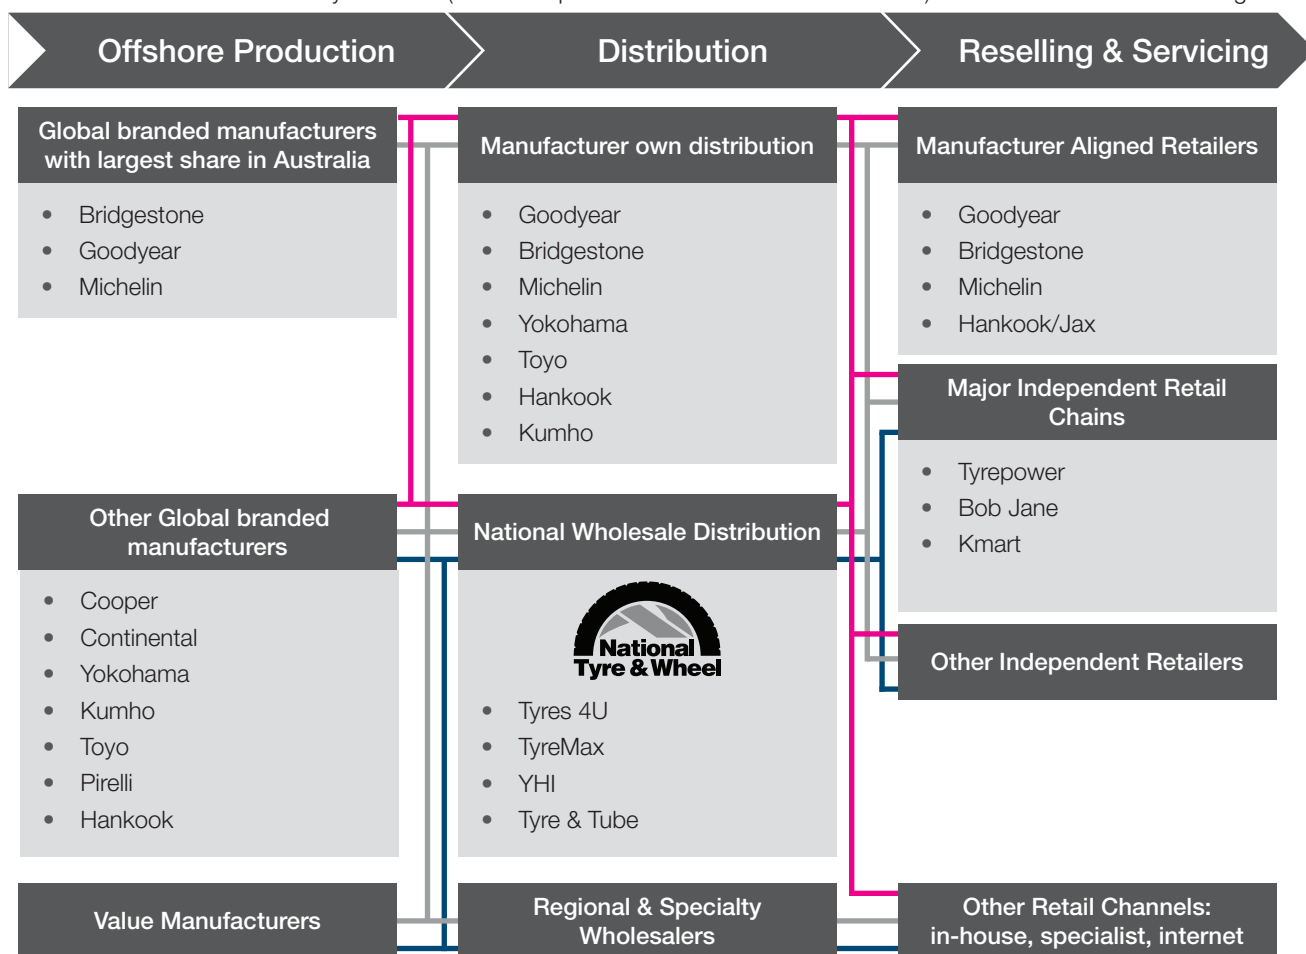 Offshore Production
Distribution
Reselling & Servicing
Global branded manufacturers
with largest share in Australia
• Bridgestone
• Goodyear
• Michelin
Other Global branded
manufacturers
• Cooper
• Continental
• Yokohama
• Kumho
• Toyo
• Pirelli
• Hankook
Value Manufacturers
Manufacturer own distribution
• Goodyear
• Bridgestone
• Michelin
• Yokohama
• Toyo
• Hankook
• Kumho
National Wholesale Distribution
National
Tyre & Wheel
• Tyres 4U
• TyreMax
• YHI
• Tyre & Tube
Regional & Specialty
Wholesalers
Manufacturer Aligned Retailers
• Goodyear
• Bridgestone
• Michelin
• Hankook/Jax
Major Independent Retail
Chains
• Tyrepower
• Bob Jane
• Kmart
Other Independent Retailers
Other Retail Channels:
in-house, specialist, internet